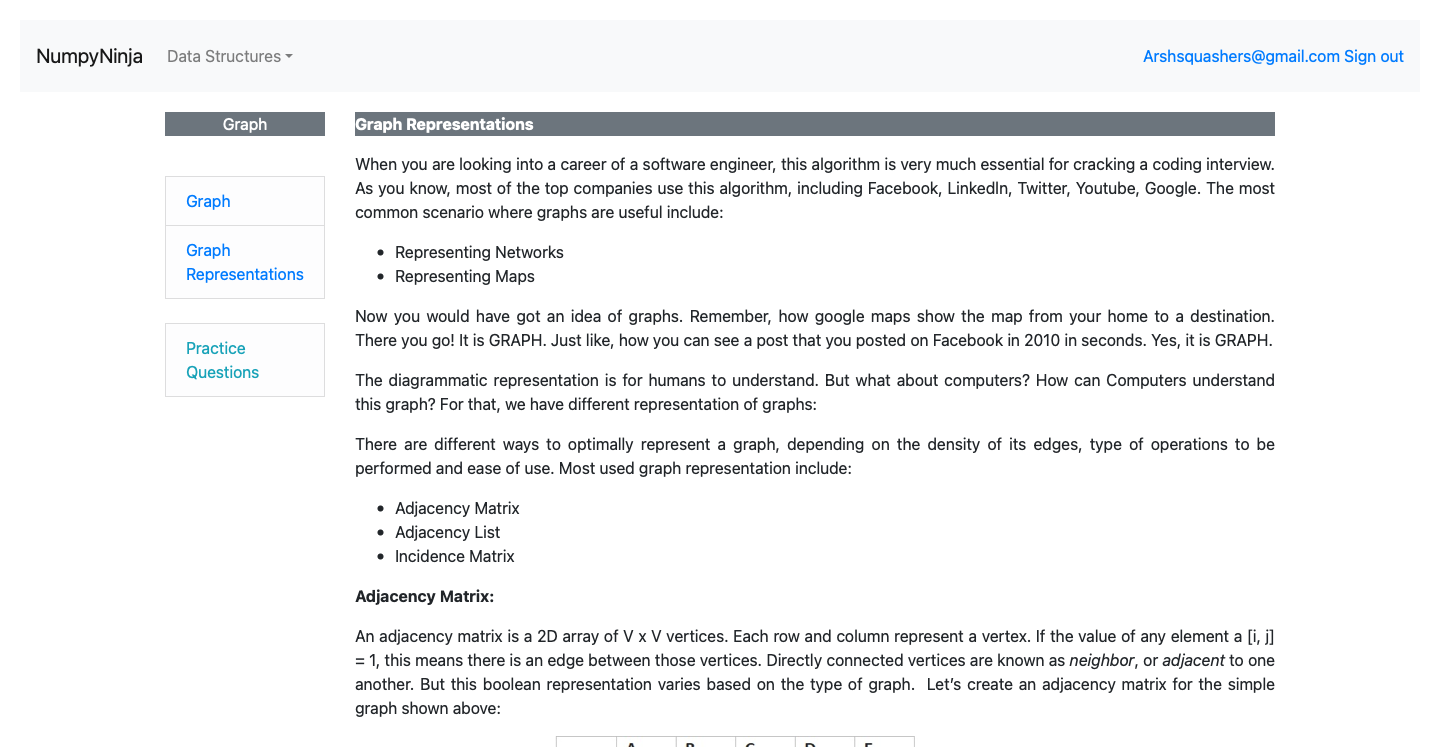 NumpyNinja Data Structures Arshsquashers@gmail.com Sign out
Graph
Graph
Graph
Representations
Practice
Questions
Graph Representations
When you are looking into a career of a software engineer, this algorithm is very much essential for cracking a coding interview.
As you know, most of the top companies use this algorithm, including Facebook, LinkedIn, Twitter, Youtube, Google. The most
common scenario where graphs are useful include:
• Representing Networks
• Representing Maps
Now you would have got an idea of graphs. Remember, how google maps show the map from your home to a destination.
There you go! It is GRAPH. Just like, how you can see a post that you posted on Facebook in 2010 in seconds. Yes, it is GRAPH.
The diagrammatic representation is for humans to understand. But what about computers? How can Computers understand
this graph? For that, we have different representation of graphs:
There are different ways to optimally represent a graph, depending on the density of its edges, type of operations to be
performed and ease of use. Most used graph representation include:
• Adjacency Matrix
• Adjacency List
• Incidence Matrix
Adjacency Matrix:
An adjacency matrix is a 2D array of V x V vertices. Each row and column represent a vertex. If the value of any element a [i, j]
= 1, this means there is an edge between those vertices. Directly connected vertices are known as neighbor, or adjacent to one
another. But this boolean representation varies based on the type of graph.  Let’s create an adjacency matrix for the simple
graph shown above: